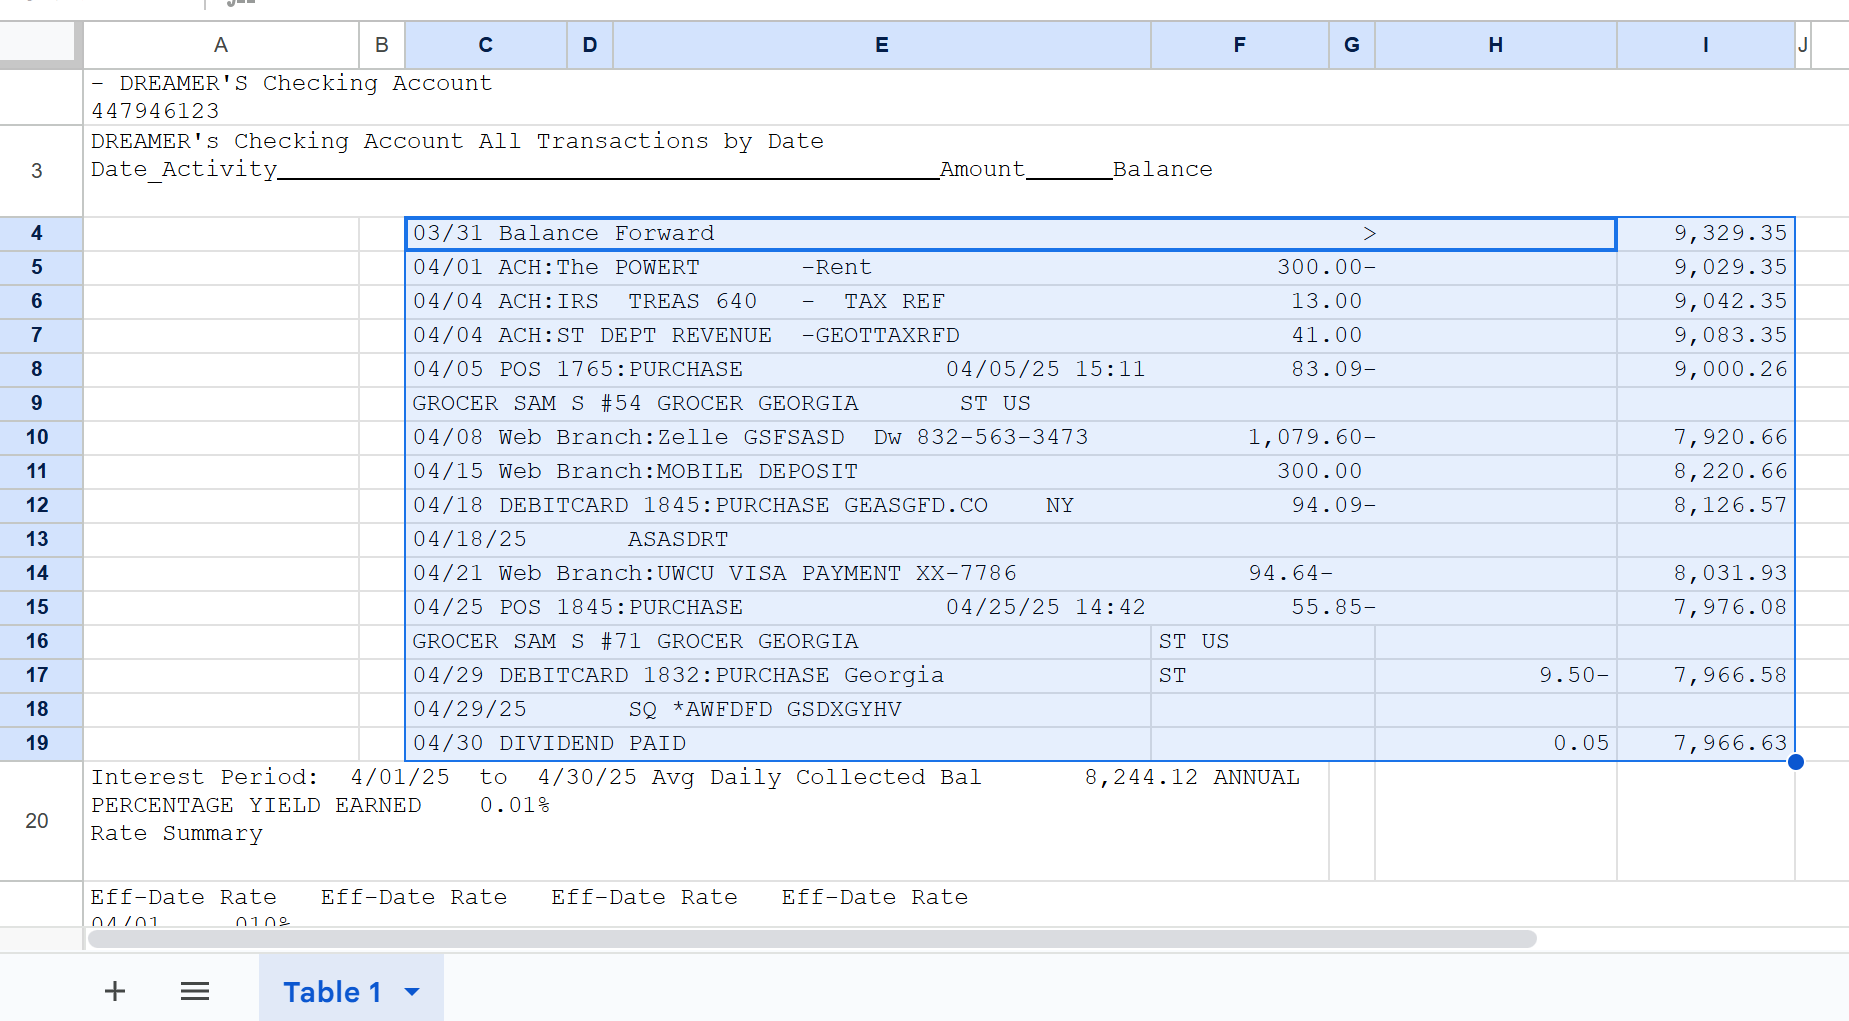 A B C D E F G H I J
- DREAMER'S Checking Account
447946123
3
DREAMER's Checking Account All Transactions by Date
Date_Activity______________________________________________Amount______Balance
4 03/31 Balance Forward > 9,329.35
5 04/01 ACH:The POWERT -Rent 300.00- 9,029.35
6 04/04 ACH:IRS TREAS 640 - TAX REF 13.00 9,042.35
7 04/04 ACH:ST DEPT REVENUE -GEOTTAXRFD 41.00 9,083.35
8 04/05 POS 1765:PURCHASE 04/05/25 15:11 83.09- 9,000.26
9 GROCER SAM S #54 GROCER GEORGIA ST US
10 04/08 Web Branch:Zelle GSFSASD Dw 832-563-3473 1,079.60- 7,920.66
11 04/15 Web Branch:MOBILE DEPOSIT 300.00 8,220.66
12 04/18 DEBITCARD 1845:PURCHASE GEASGFD.CO NY 94.09- 8,126.57
13 04/18/25 ASASDRT
14 04/21 Web Branch:UWCU VISA PAYMENT XX-7786 94.64- 8,031.93
15 04/25 POS 1845:PURCHASE 04/25/25 14:42 55.85- 7,976.08
16 GROCER SAM S #71 GROCER GEORGIA ST US
17 04/29 DEBITCARD 1832:PURCHASE Georgia ST 9.50- 7,966.58
18 04/29/25 SQ *AWFDFD GSDXGYHV
19 04/30 DIVIDEND PAID 0.05 7,966.63
20
Interest Period: 4/01/25 to 4/30/25 Avg Daily Collected Bal 8,244.12 ANNUAL
PERCENTAGE YIELD EARNED 0.01%
Rate Summary
Eff-Date Rate Eff-Date Rate Eff-Date Rate Eff-Date Rate
04/01 .010%
Table 1